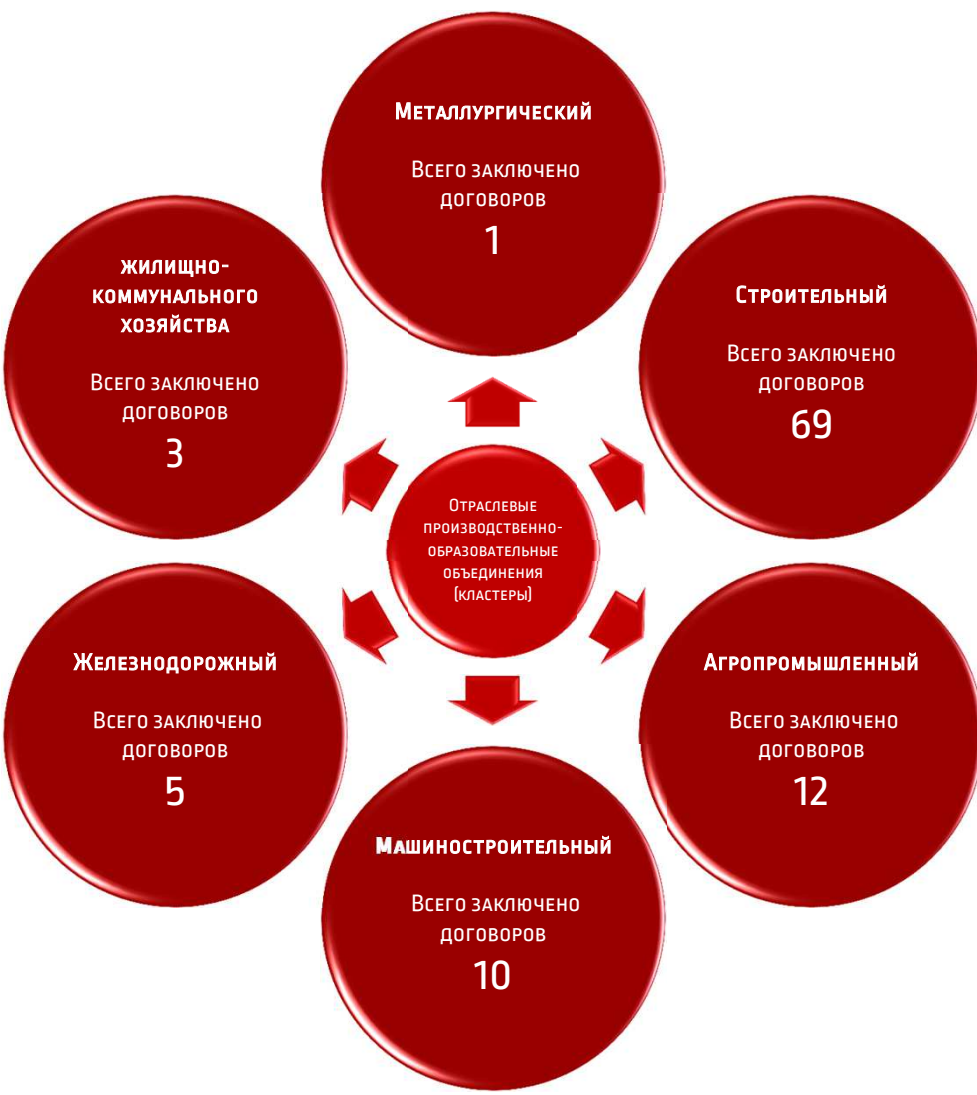 Металлургический
Всего заключено
договоров
1
Строительный
Всего заключено
договоров
69
Агропромышленный
Всего заключено
договоров
12
Машиностроительный
Всего заключено
договоров
10
Железнодорожный
Всего заключено
договоров
5
жилищно-
коммунального
хозяйства
Всего заключено
договоров
3
Отраслевые
производственно-
образовательные
объединения
(кластеры)